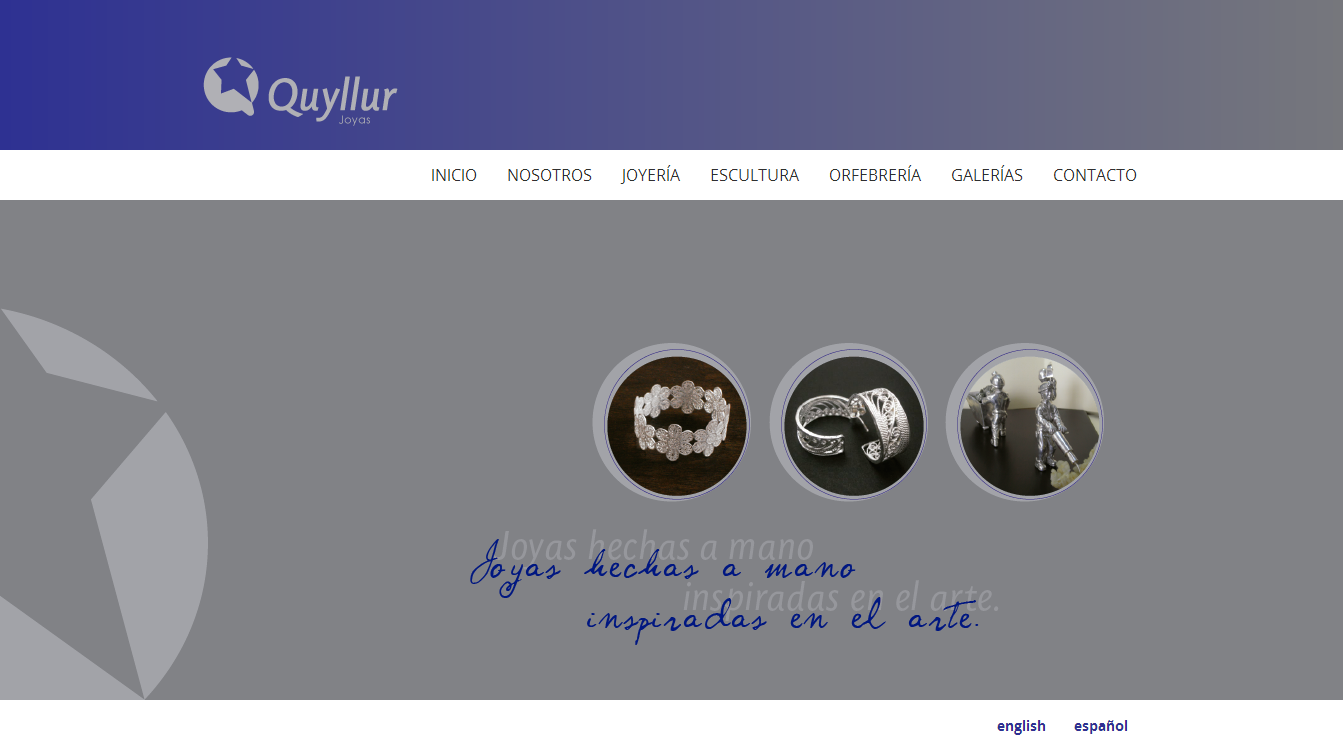 Quyllur
Joyas
INICIO NOSOTROS JOYERÍA ESCULTURA ORFEBRERÍA GALERÍAS CONTACTO
Joyas hechas a mano
Joyas hechas a mano
inspiradas en el arte.
inspiradas en el arte.
english español